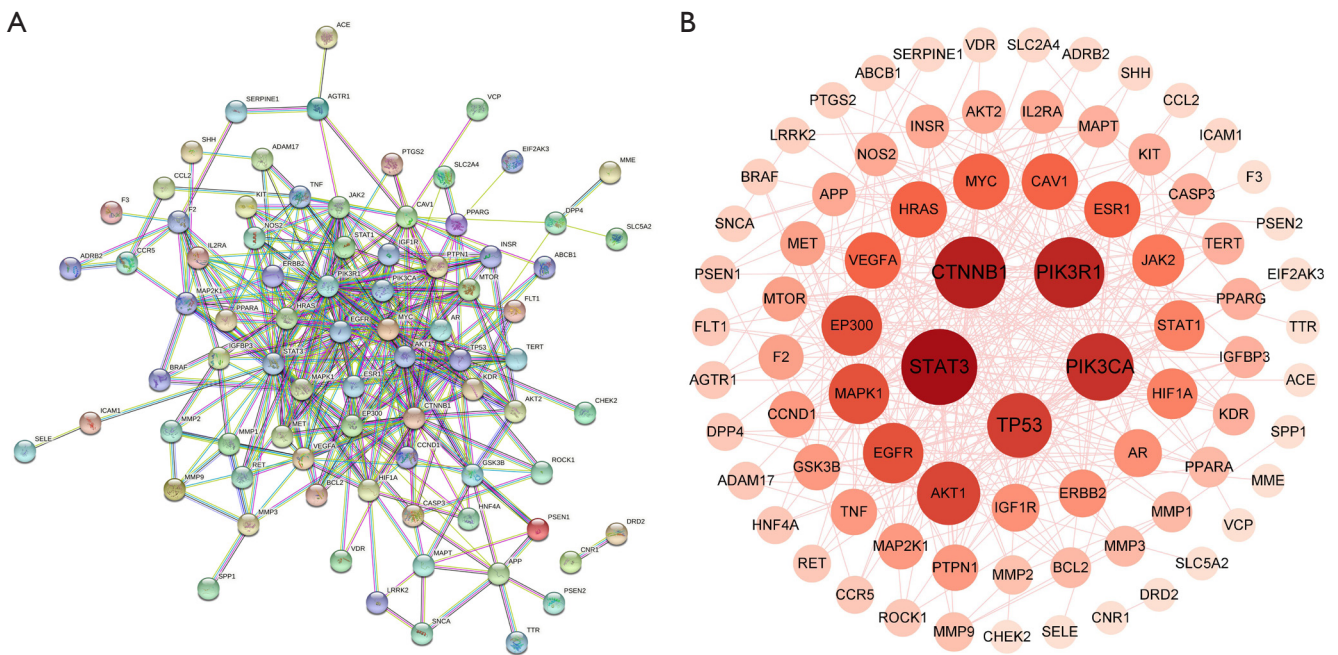 A
ACE
SERPINE1
AGTR1
VCP
SHH
ADAM17
PTGS2
SLC2A4
EIF2AK3
MME
CCL2
TNF
KIT
JAK2
CAV1
PPARG
DPP4
F3
F2
NOS2
STAT1
SLC5A2
IL2RA
IGF1R
PTPN1
INSR
ADRB2
CCR5
ERBB2
PIK3R1
PIK3CA
MTOR
ABCB1
MAP2K1
HRAS
FLT1
PPARA
EGFR
MYC
AR
IGFBP3
STAT3
AKT1
TP53
TERT
BRAF
MAPK1
ESR1
KDR
ICAM1
EP300
CTNNB1
AKT2
CHEK2
SELE
MMP2
MMP1
MET
VEGFA
CCND1
RET
GSK3B
ROCK1
MMP9
BCL2
HIF1A
MMP3
CASP3
HNF4A
PSEN1
DRD2
CNR1
VDR
MAPT
APP
SPP1
LRRK2
PSEN2
SNCA
TTR
B
VDR
SLC2A4
SERPINE1
ADRB2
ABCB1
SHH
PTGS2
AKT2
IL2RA
CCL2
INSR
MAPT
LRRK2
NOS2
KIT
ICAM1
BRAF
MYC
CAV1
F3
APP
HRAS
ESR1
CASP3
SNCA
PSEN2
MET
TERT
VEGFA
CTNNB1
PIK3R1
JAK2
PSEN1
EIF2AK3
MTOR
PPARG
FLT1
EP300
STAT1
TTR
F2
STAT3
PIK3CA
IGFBP3
AGTR1
ACE
MAPK1
HIF1A
CCND1
KDR
DPP4
TP53
SPP1
EGFR
AR
GSK3B
PPARA
ADAM17
MME
AKT1
IGF1R
ERBB2
HNF4A
TNF
MMP1
VCP
MAP2K1
MMP3
RET
PTPN1
MMP2
BCL2
SLC5A2
CCR5
DRD2
ROCK1
CNR1
MMP9
CHEK2
SELE